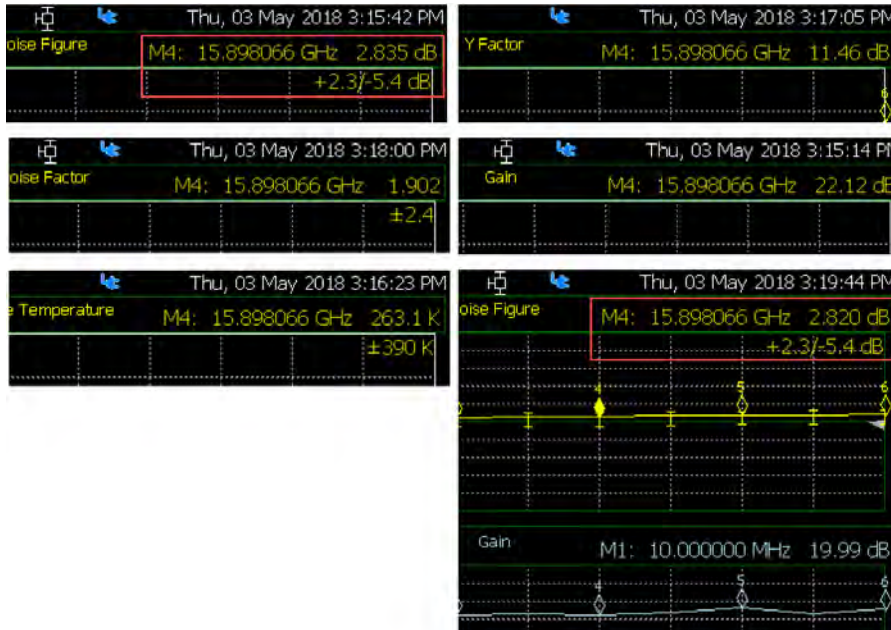 Thu, 03 May 2018 3:15:42 PM
oise Figure
M4: 15.898066 GHz 2.835 dB
+2.3/-5.4 dB
Thu, 03 May 2018 3:17:05 PM
Y Factor
M4: 15.898066 GHz 11.46 dB
6
Thu, 03 May 2018 3:18:00 PM
oise Factor
M4: 15.898066 GHz 1.902
±2.4
Thu, 03 May 2018 3:15:14 PM
Gain
M4: 15.898066 GHz 22.12 dB
Thu, 03 May 2018 3:16:23 PM
e Temperature
M4: 15.898066 GHz 263.1 K
±390 K
Thu, 03 May 2018 3:19:44 PM
oise Figure
M4: 15.898066 GHz 2.820 dB
+2.3/-5.4 dB
4 5 6
Gain
M1: 10.000000 MHz 19.99 dB
4 5 6